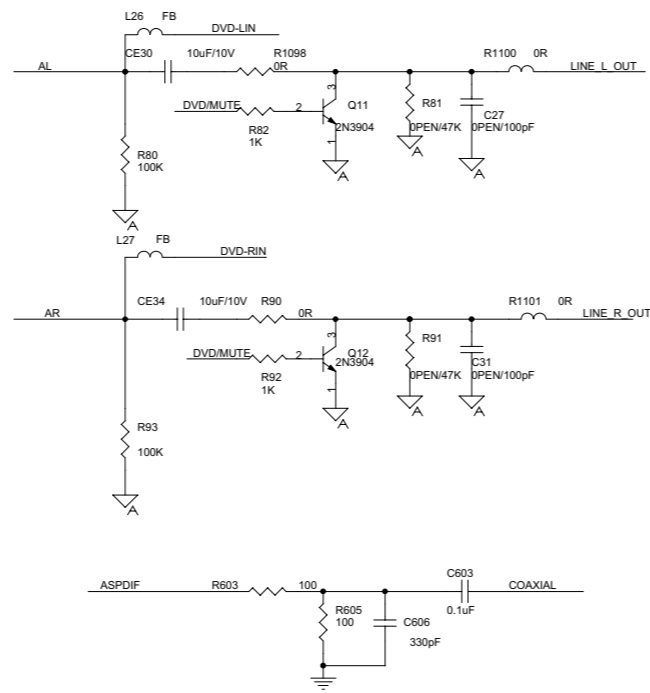 L26 FB
DVD-LIN
CE30 10uF/10V R1098
0R
AL
R1100 0R
LINE_L_OUT
DVD/MUTE
R82
1K
3
2
1
Q11
2N3904
R81
0PEN/47K
C27
0PEN/100pF
R80
100K
A
A
A
A
L27 FB
DVD-RIN
CE34 10uF/10V R90
0R
AR
R1101 0R
LINE_R_OUT
DVD/MUTE
R92
1K
3
2
1
Q12
2N3904
R91
0PEN/47K
C31
0PEN/100pF
R93
100K
A
A
A
A
ASPDIF R603 100
C603
0.1uF
COAXIAL
R605
100
C606
330pF